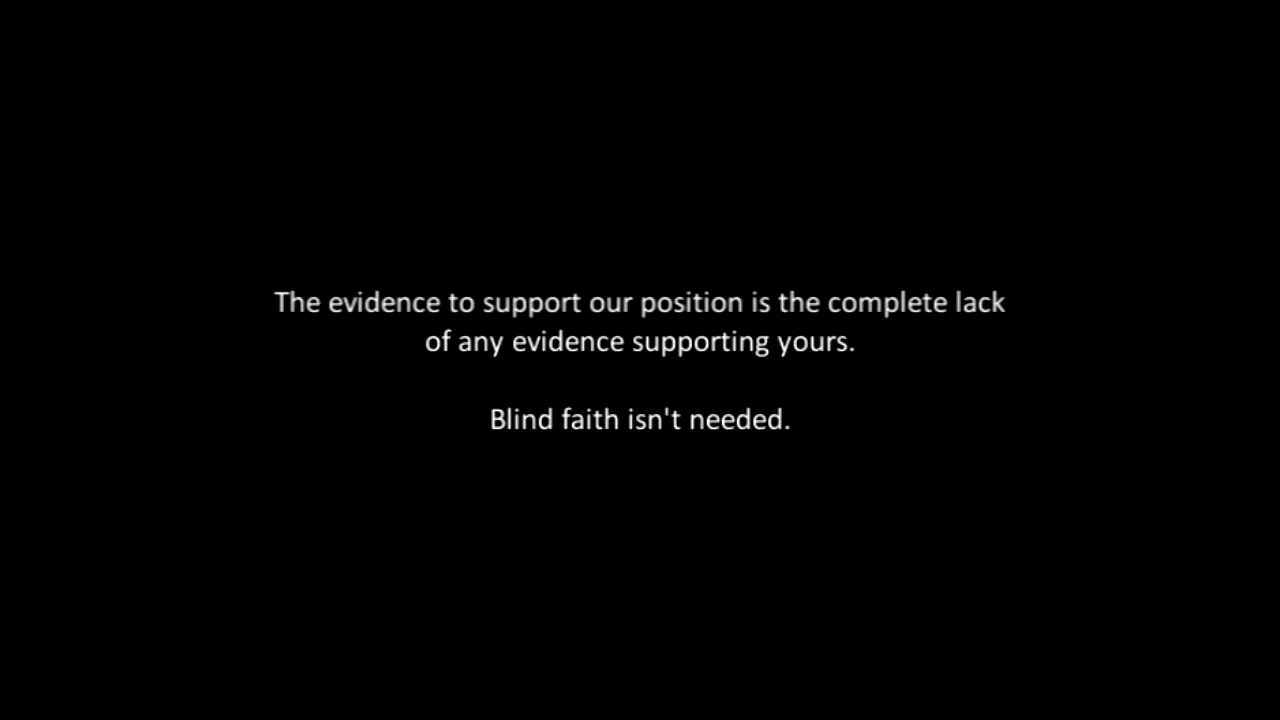 The evidence to support our position is the complete lack
of any evidence supporting yours.
Blind faith isn't needed.